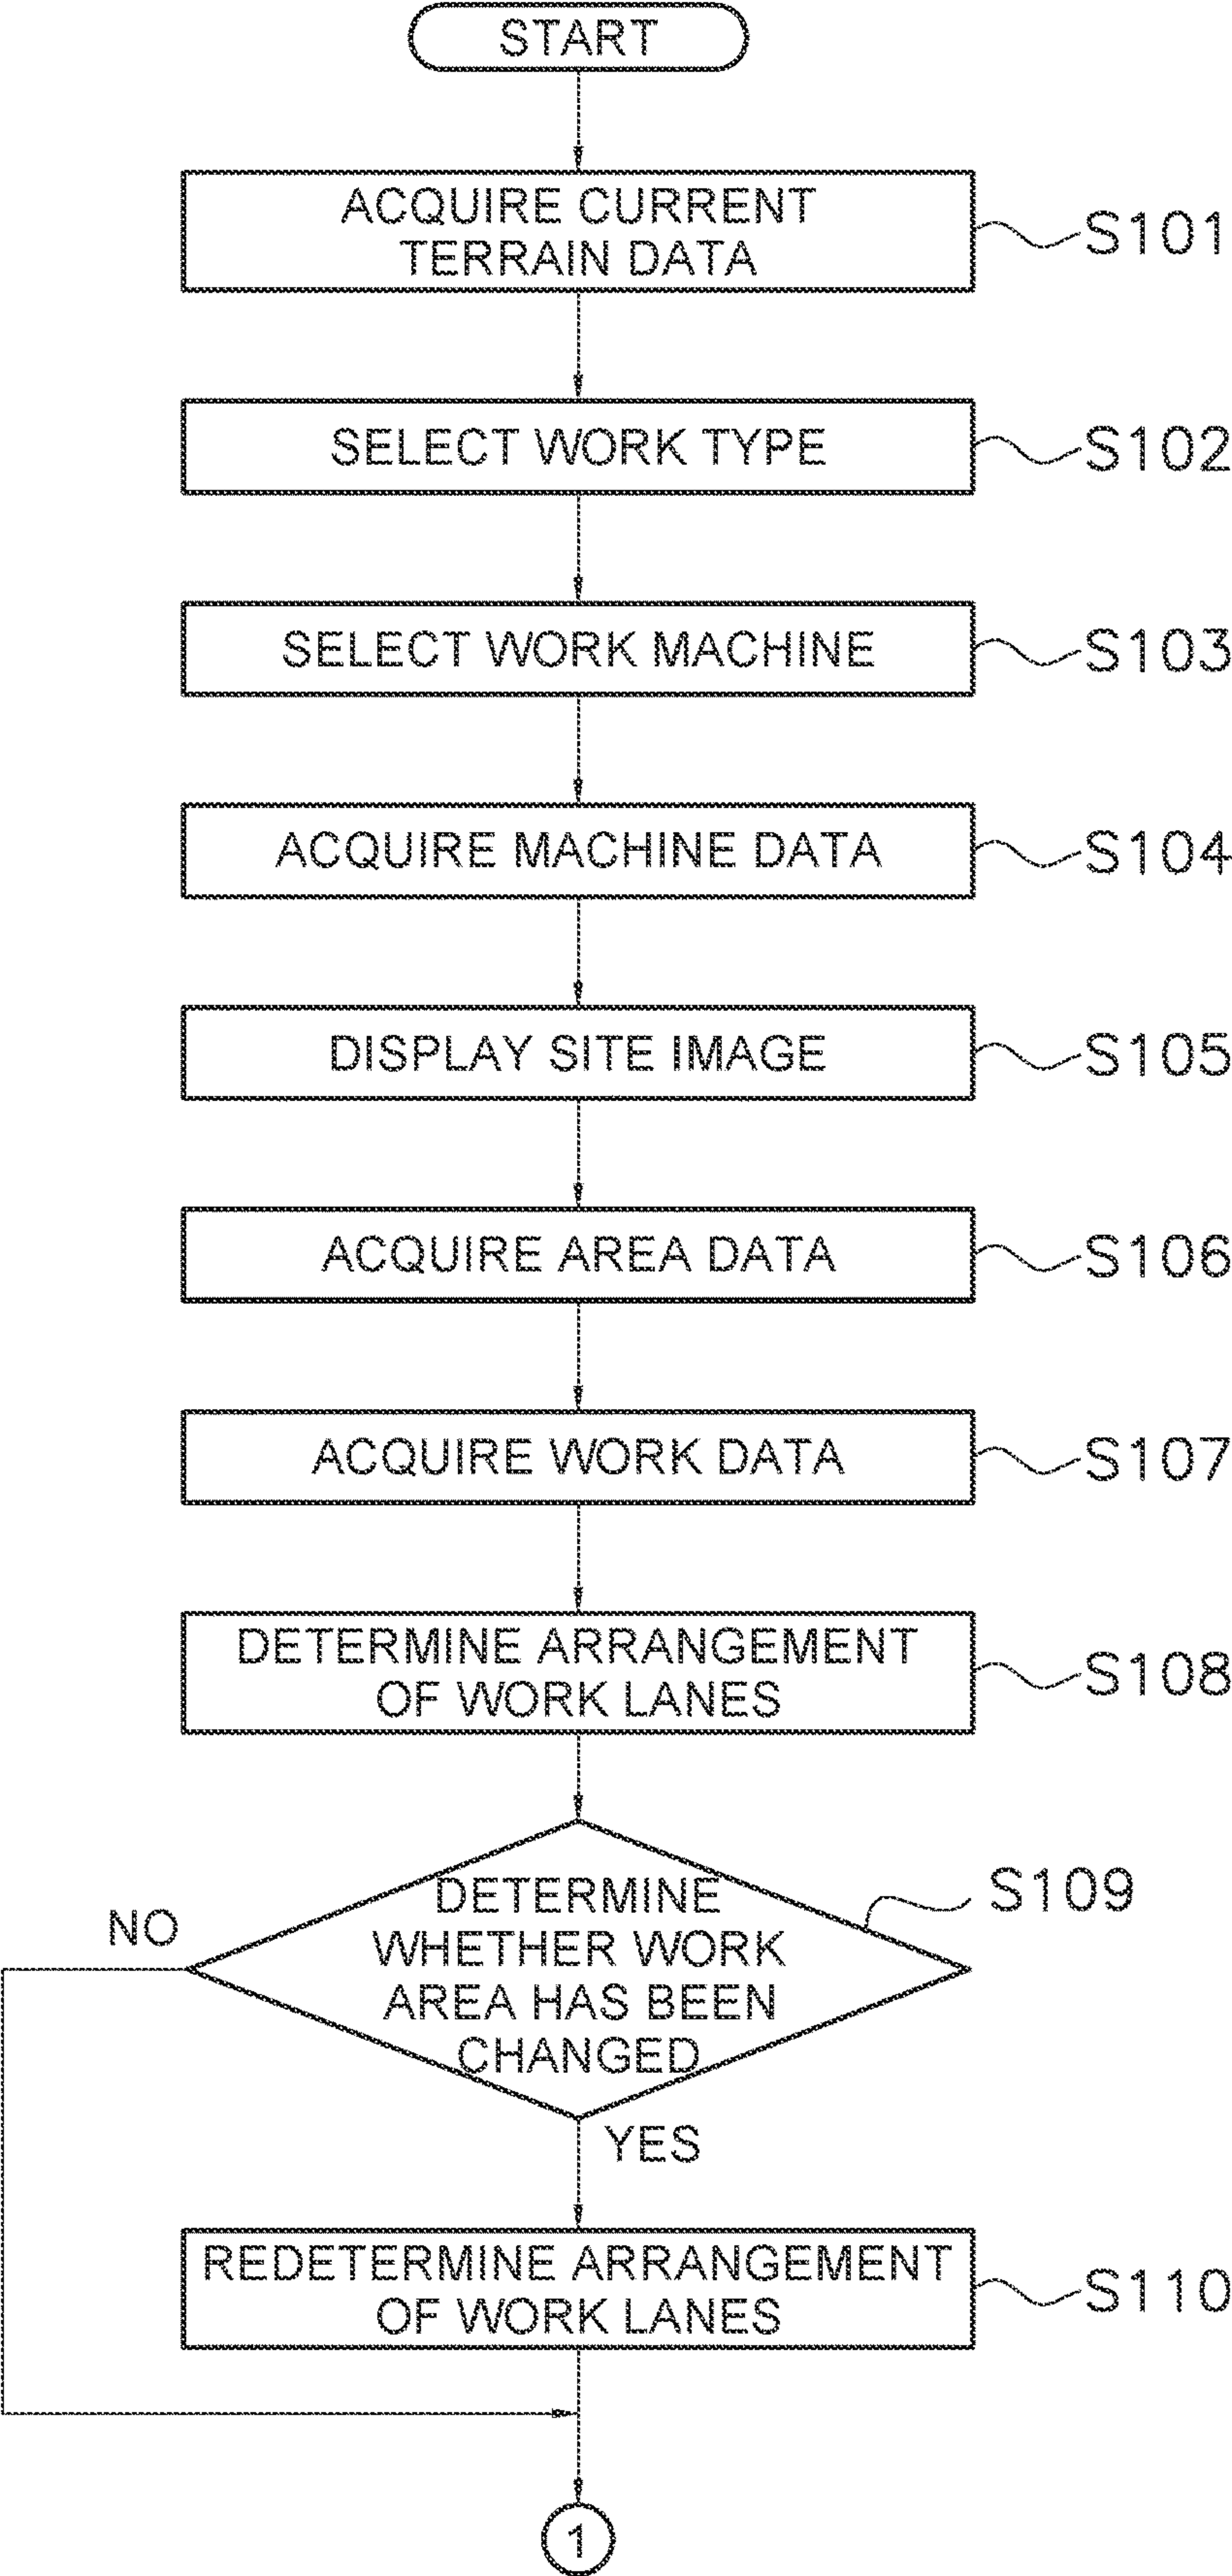 START
ACQUIRE CURRENT
TERRAIN DATA
S101
SELECT WORK TYPE
S102
SELECT WORK MACHINE
S103
ACQUIRE MACHINE DATA
S104
DISPLAY SITE IMAGE
S105
ACQUIRE AREA DATA
S106
ACQUIRE WORK DATA
S107
DETERMINE ARRANGEMENT
OF WORK LANES
S108
DETERMINE
WHETHER WORK
AREA HAS BEEN
CHANGED
S109
NO
YES
REDETERMINE ARRANGEMENT
OF WORK LANES
S110
1